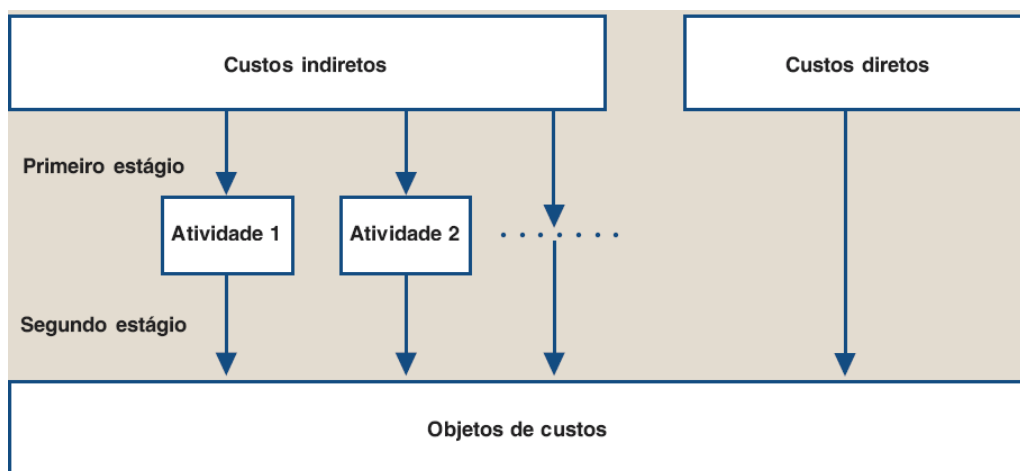 Custos indiretos
Custos diretos
Primeiro estágio
Atividade 1
Atividade 2
Segundo estágio
Objetos de custos